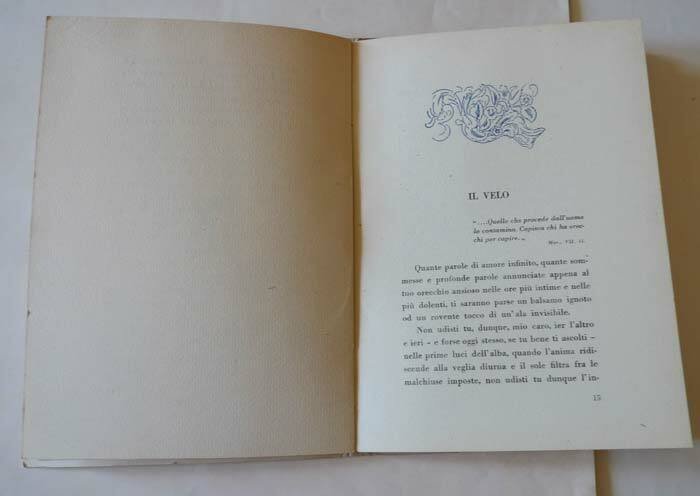 IL VELO
"....Quello che procede dall'uomo
lo contamina. Capisca chi ha orec-
chi per capire.„
Mar., VII.
Quante parole di amore infinito, quante som-
messe e profonde parole annunciate appena al
tuo orecchio ansioso nelle ore più intime e nelle
più dolenti, ti saranno parse un balsamo ignoto
od un rovente tocco di un'ala invisibile.
Non udisti tu, dunque, mio caro, ier l'altro
e ieri - e forse oggi stesso, se tu bene ti ascolti -
nelle prime luci dell'alba, quando l'anima ridi-
scende alla veglia diurna e il sole filtra fra le
malchiuse imposte, non udisti tu dunque l'in-
15